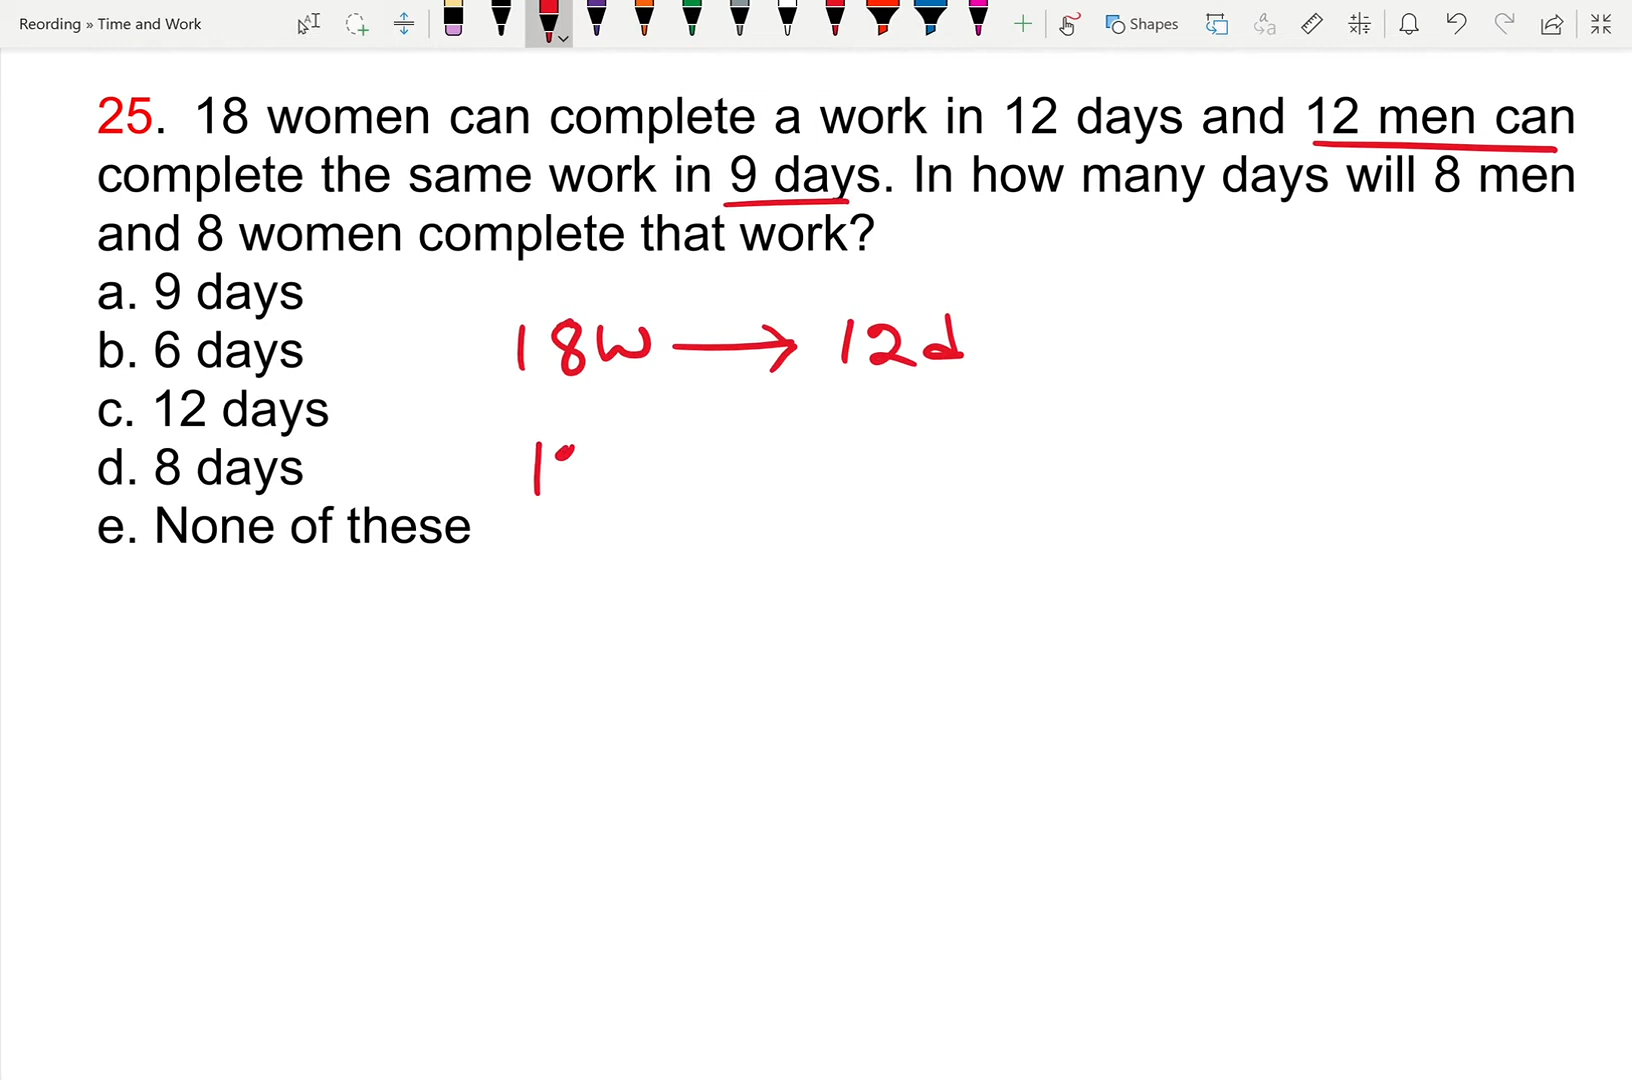 Reording » Time and Work
Shapes
25. 18 women can complete a work in 12 days and 12 men can
complete the same work in 9 days. In how many days will 8 men
and 8 women complete that work?
a. 9 days
b. 6 days
c. 12 days
d. 8 days
e. None of these
18W → 12d
1